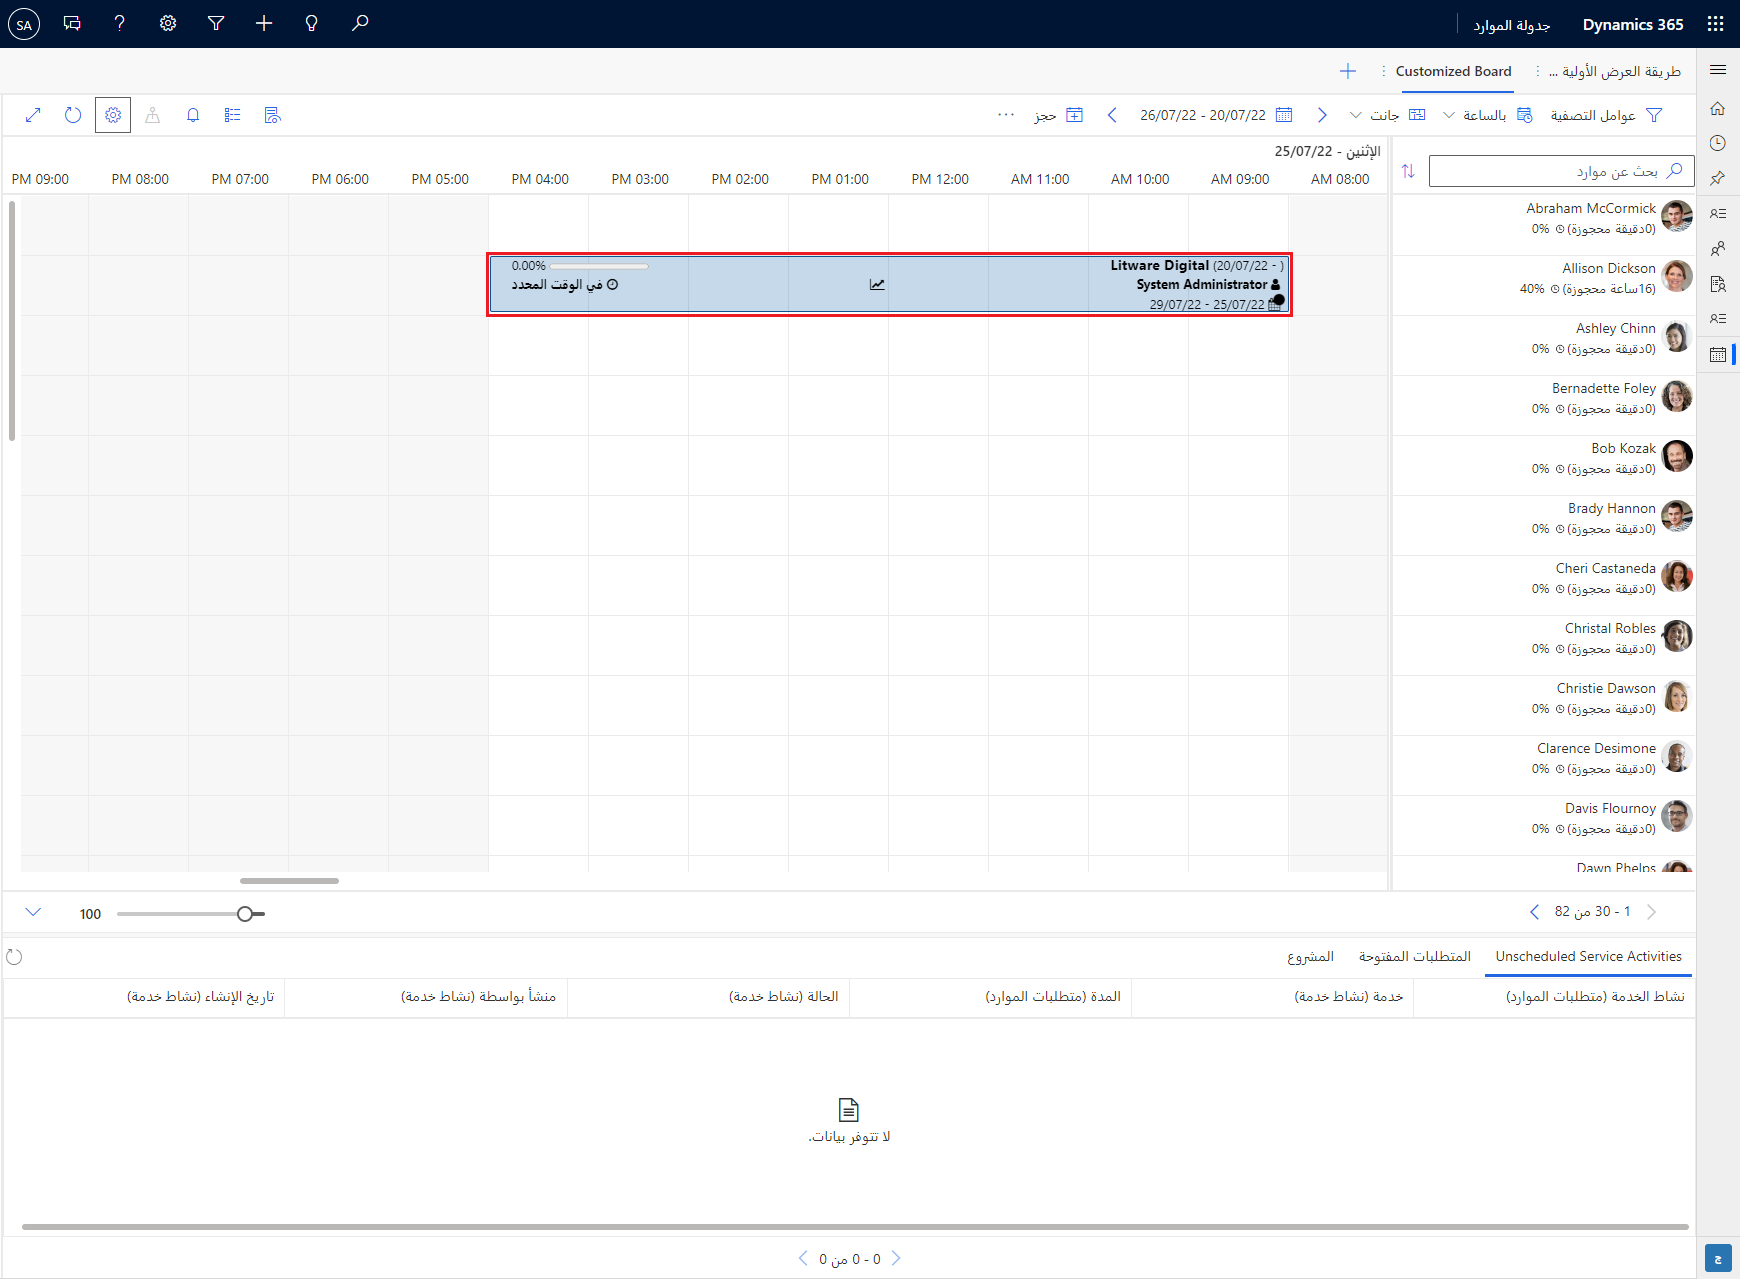 Dynamics 365
جدولة الموارد
SA
طريقة العرض الأولية ...
Customized Board
عوامل التصفية
بالساعة
جانت
20/07/22 - 26/07/22
حجز
بحث عن موارد
الإثنين - 25/07/22
AM 08:00
AM 09:00
AM 10:00
AM 11:00
PM 12:00
PM 01:00
PM 02:00
PM 03:00
PM 04:00
PM 05:00
PM 06:00
PM 07:00
PM 08:00
PM 09:00
Abraham McCormick
(0دقيقة محجوزة) 0%
Allison Dickson
(16ساعة محجوزة) 40%
Litware Digital (20/07/22 - )
0.00%
System Administrator
في الوقت المحدد
25/07/22 - 29/07/22
Ashley Chinn
(0دقيقة محجوزة) 0%
Bernadette Foley
(0دقيقة محجوزة) 0%
Bob Kozak
(0دقيقة محجوزة) 0%
Brady Hannon
(0دقيقة محجوزة) 0%
Cheri Castaneda
(0دقيقة محجوزة) 0%
Christal Robles
(0دقيقة محجوزة) 0%
Christie Dawson
(0دقيقة محجوزة) 0%
Clarence Desimone
(0دقيقة محجوزة) 0%
Davis Flournoy
(0دقيقة محجوزة) 0%
Dawn Phelps
1 - 30 من 82
100
Unscheduled Service Activities
المتطلبات المفتوحة
المشروع
نشاط الخدمة (متطلبات الموارد)
خدمة (نشاط خدمة)
المدة (متطلبات الموارد)
الحالة (نشاط خدمة)
منشأ بواسطة (نشاط خدمة)
تاريخ الإنشاء (نشاط خدمة)
لا تتوفر بيانات.
0 - 0 من 0
ج